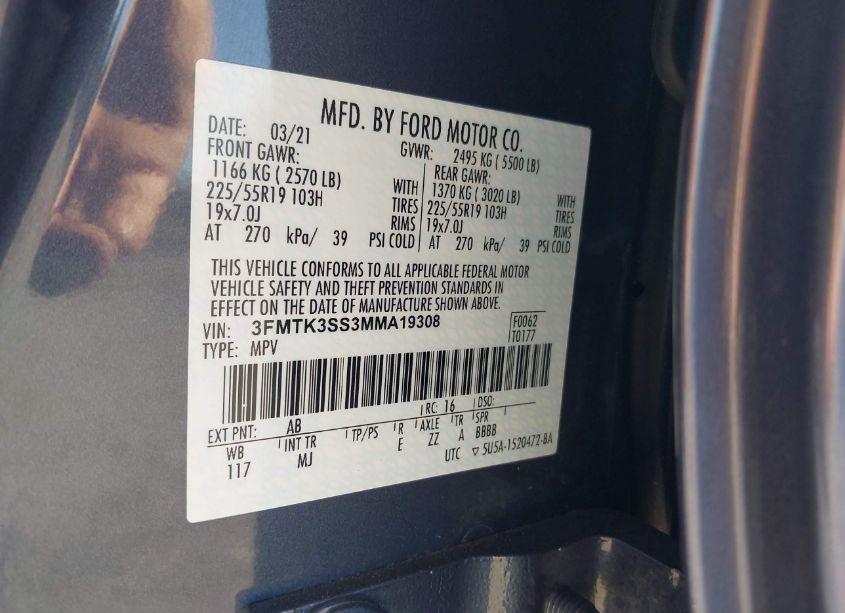 MFD. BY FORD MOTOR CO.
DATE: 03/21 GVWR: 2495 KG ( 5500 LB)
FRONT GAWR: REAR GAWR:
1166 KG ( 2570 LB) WITH 1370 KG ( 3020 LB) WITH
225/55R19 103H TIRES 225/55R19 103H TIRES
19x7.0J RIMS 19x7.0J RIMS
AT 270 kPa/ 39 PSI COLD AT 270 kPa/ 39 PSI COLD
THIS VEHICLE CONFORMS TO ALL APPLICABLE FEDERAL MOTOR
VEHICLE SAFETY AND THEFT PREVENTION STANDARDS IN
EFFECT ON THE DATE OF MANUFACTURE SHOWN ABOVE.
VIN: 3FMTK3SS3MMA19308 F0062
TYPE: MPV T0177
EXT PNT: AB RC: 16 DSO:
WB INT TR TP/PS R AXLE TR SPR
117 MJ E ZZ A BBBB
UTC ▽ 5U5A-1520472-BA